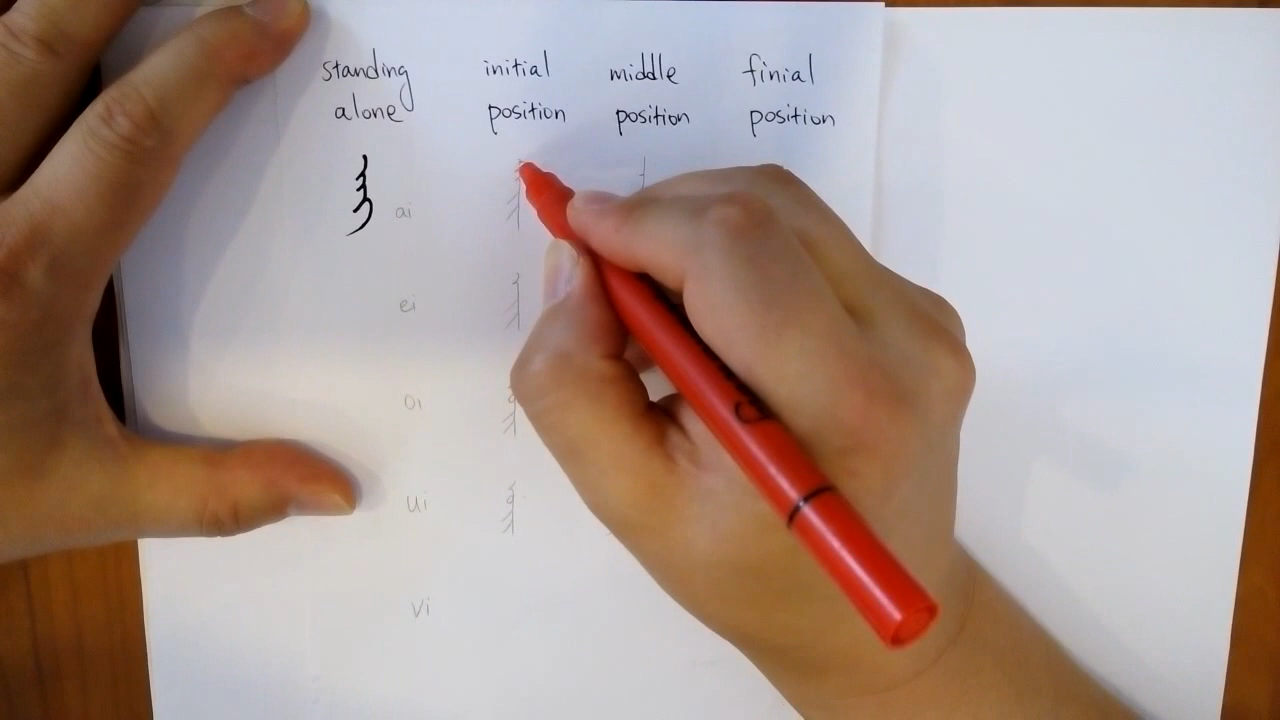 standing alone
initial position
middle position
finial position
ai
ei
oi
ui
vi